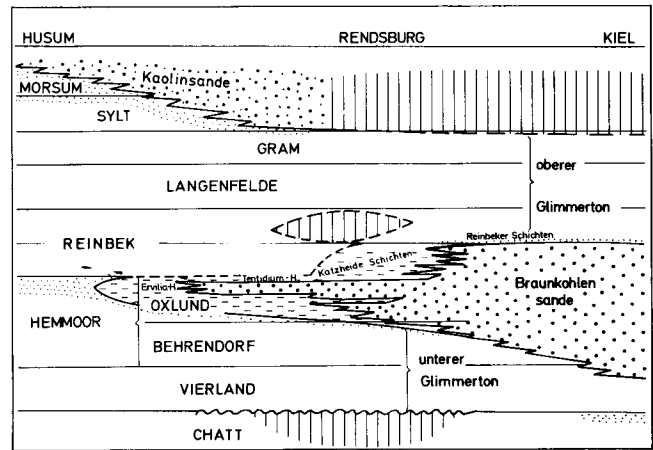 HUSUM RENDSBURG KIEL
Kaolinsande
MORSUM
SYLT
GRAM
oberer
LANGENFELDE
Glimmerton
REINBEK
Reinbeker Schichten
Katzheide Schichten
Tentidium-H.
Ervilia-H.
Braunkohlen
sande
OXLUND
HEMMOOR
BEHRENDORF
unterer
Glimmerton
VIERLAND
CHATT